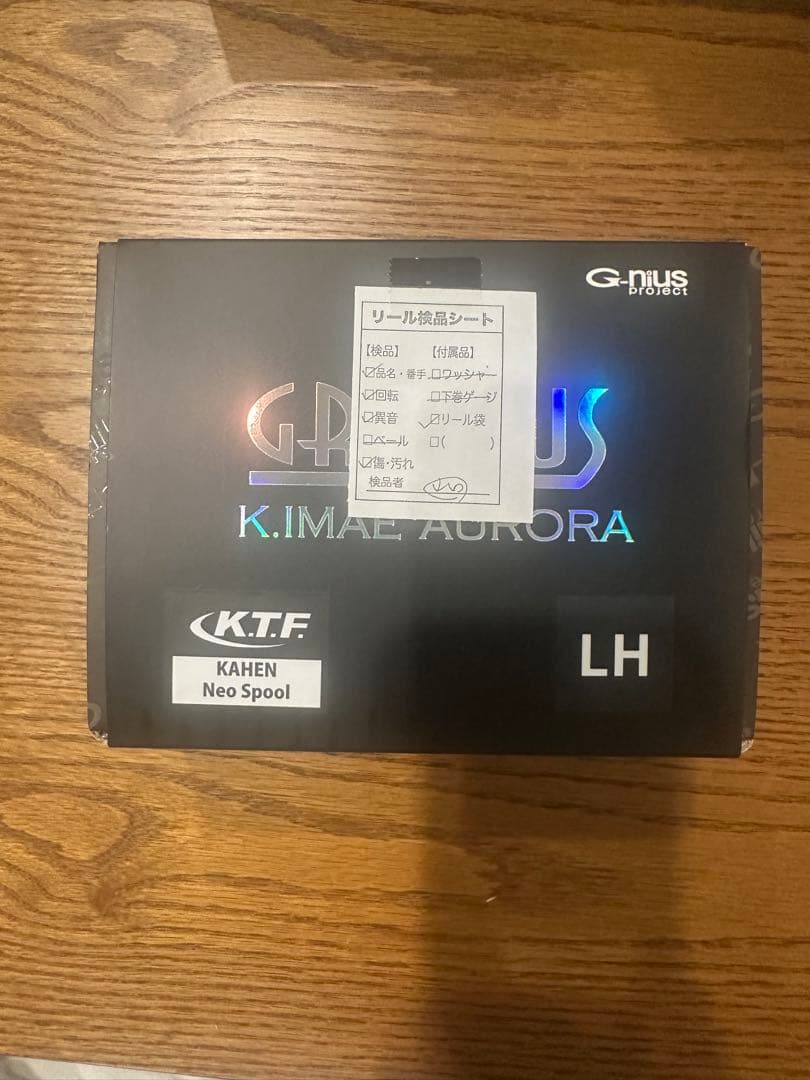 G-nius
project
リール検品シート
【検品】 【付属品】
☑品名・番手 ☐ワッシャー
☑回転 ☐下巻ゲージ
☑異音 ☑リール袋
☐ベール ☐( )
☑傷・汚れ
検品者
K.IMAE AURORA
K.T.F.
KAHEN
Neo Spool
LH